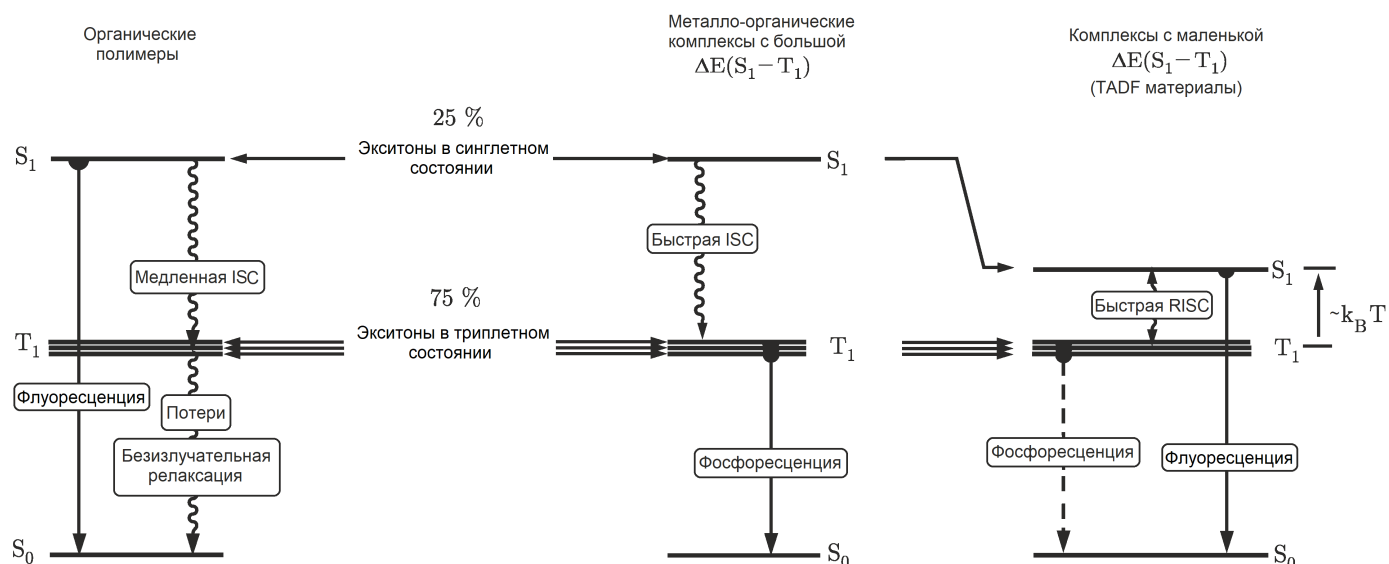 Органические
полимеры
Металло-органические
комплексы с большой
ΔE(S₁−T₁)
Комплексы с маленькой
ΔE(S₁−T₁)
(TADF материалы)
25 %
Экситоны в синглетном
состоянии
S₁
S₁
S₁
Медленная ISC
Быстрая ISC
Быстрая RISC
~k_B T
75 %
Экситоны в триплетном
состоянии
T₁
T₁
T₁
Флуоресценция
Потери
Безизлучательная
релаксация
Фосфоресценция
Фосфоресценция
Флуоресценция
S₀
S₀
S₀